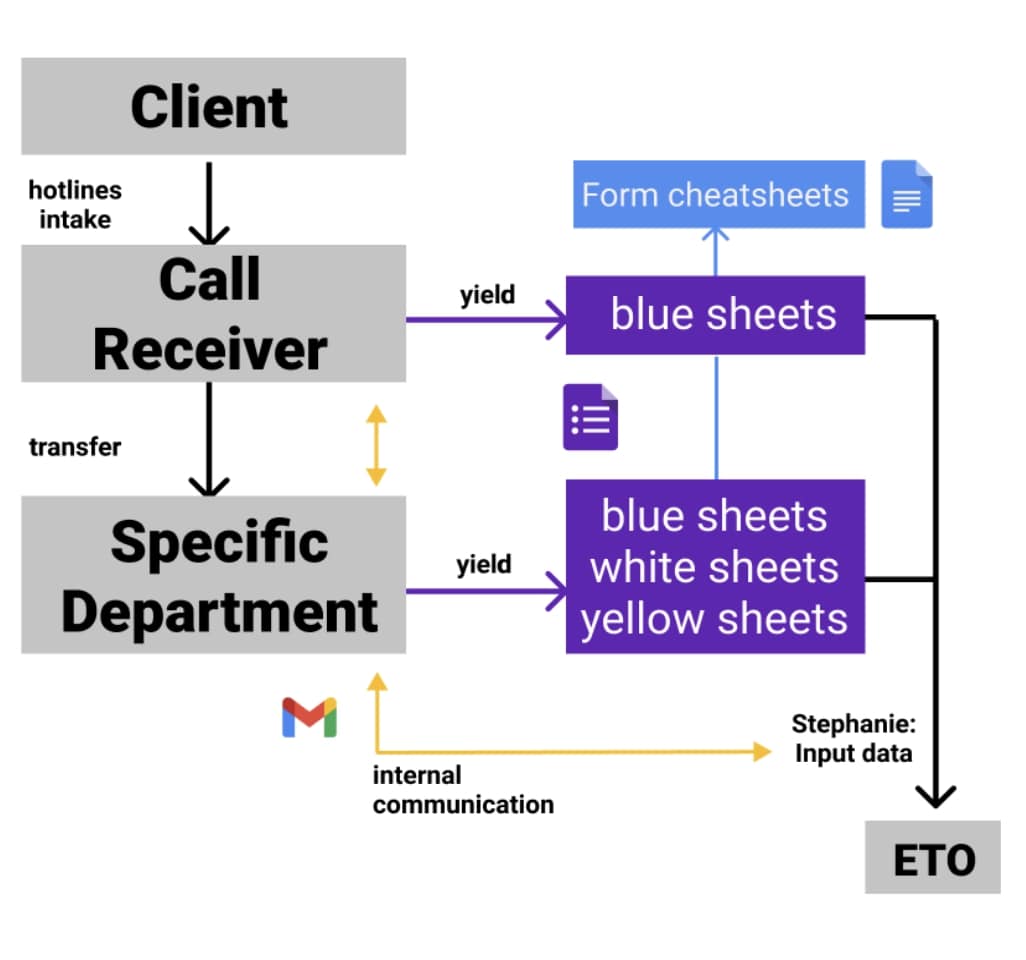 Client
hotlines
intake
Form cheatsheets
Call
Receiver
yield
blue sheets
transfer
Specific
Department
yield
blue sheets
white sheets
yellow sheets
Stephanie:
Input data
internal
communication
ETO